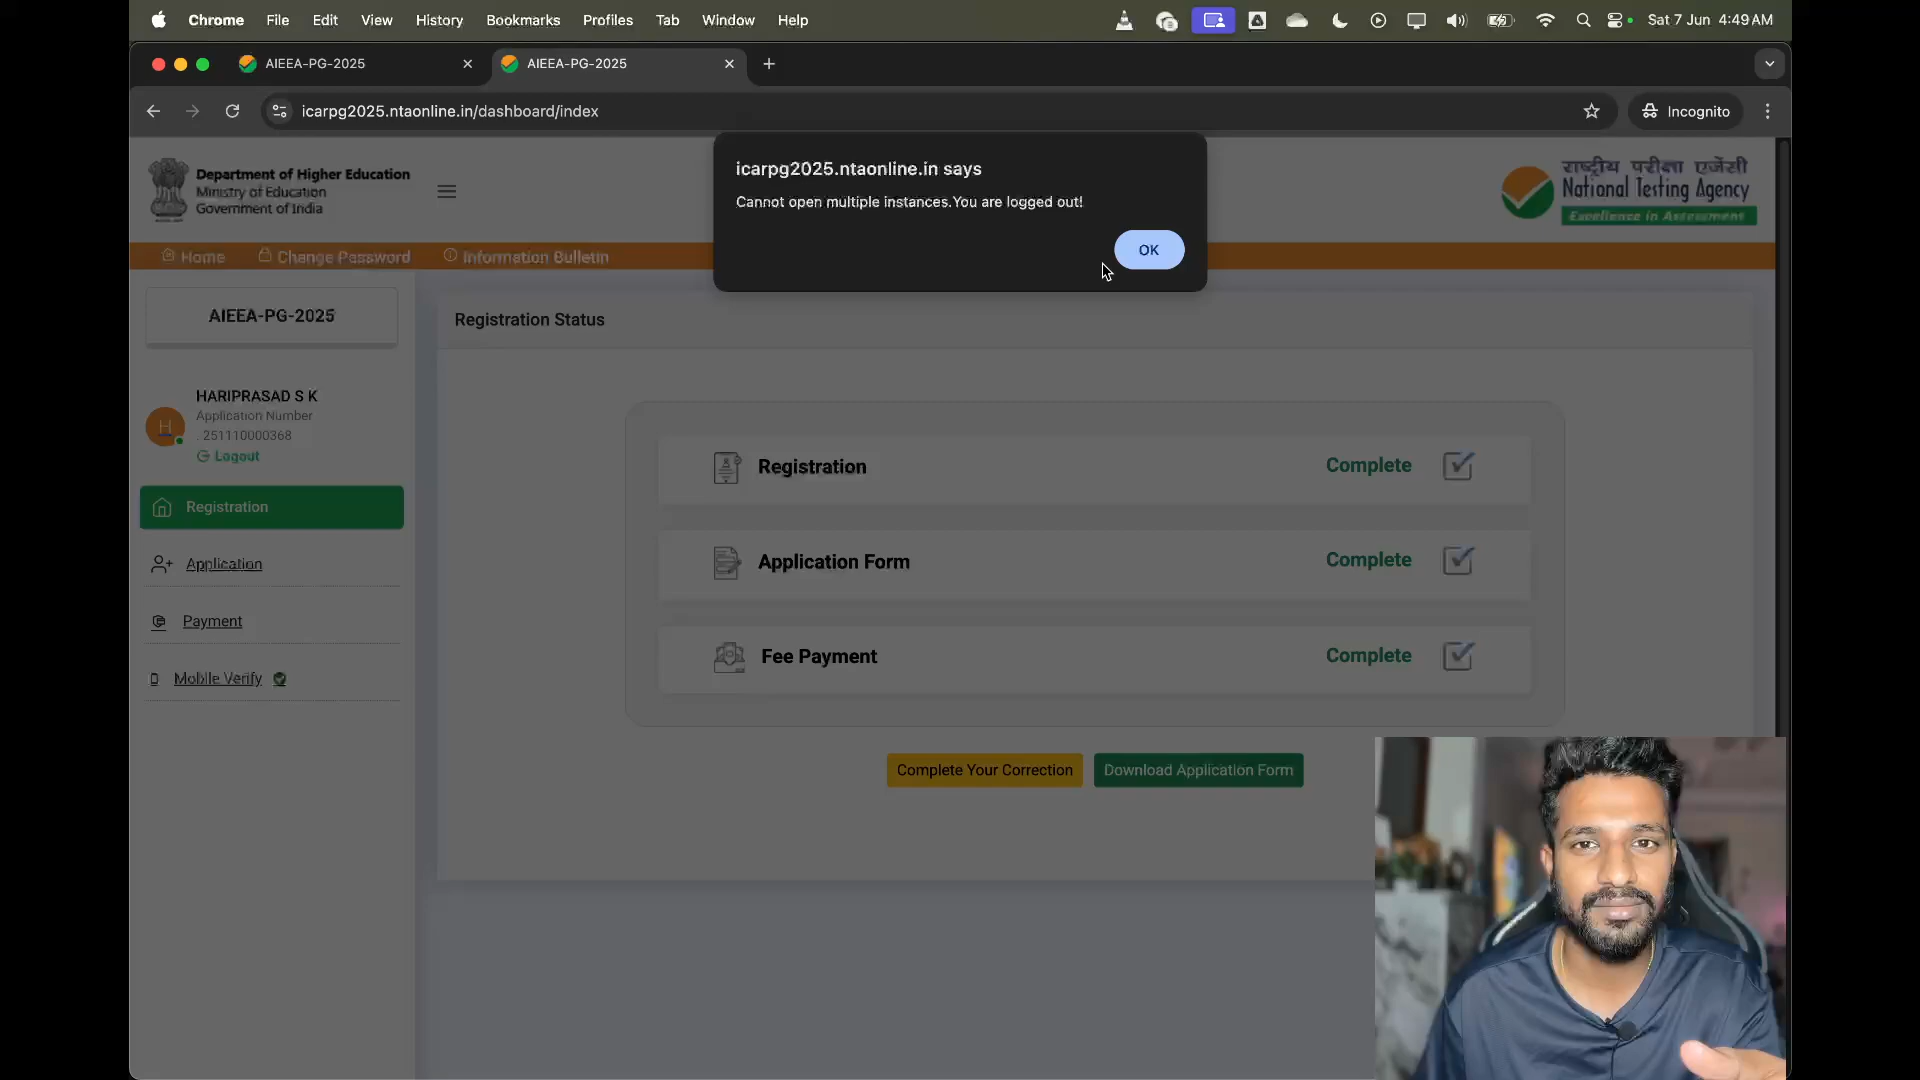 Chrome File Edit View History Bookmarks Profiles Tab Window Help Sat 7 Jun 4:49 AM
AIEEA-PG-2025 AIEEA-PG-2025
icarpg2025.ntaonline.in/dashboard/index Incognito
icarpg2025.ntaonline.in says
Cannot open multiple instances.You are logged out!
OK
Department of Higher Education
Ministry of Education
Government of India
राष्ट्रीय परीक्षा एजेंसी
National Testing Agency
Excellence in Assessment
Home Change Password Information Bulletin
AIEEA-PG-2025
HARIPRASAD S K
Application Number
. 251110000368
Logout
H
Registration
Application
Payment
Mobile Verify
Registration Status
Registration Complete
Application Form Complete
Fee Payment Complete
Complete Your Correction Download Application Form